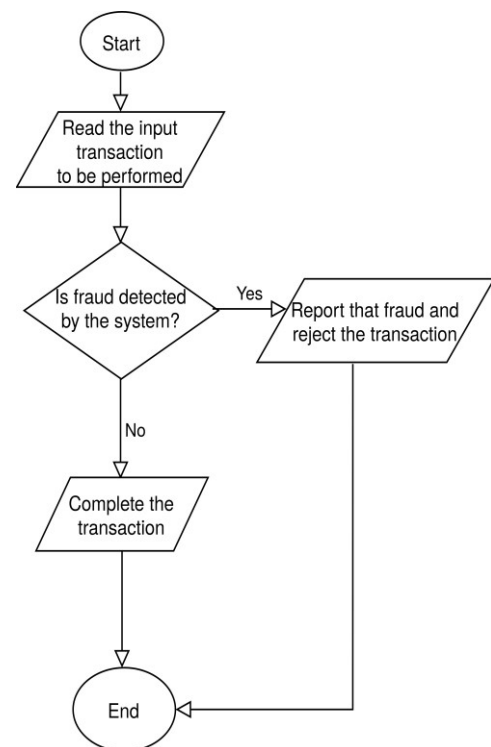 Start
Read the input
transaction
to be performed
Is fraud detected
by the system?
Yes
Report that fraud and
reject the transaction
No
Complete the
transaction
End